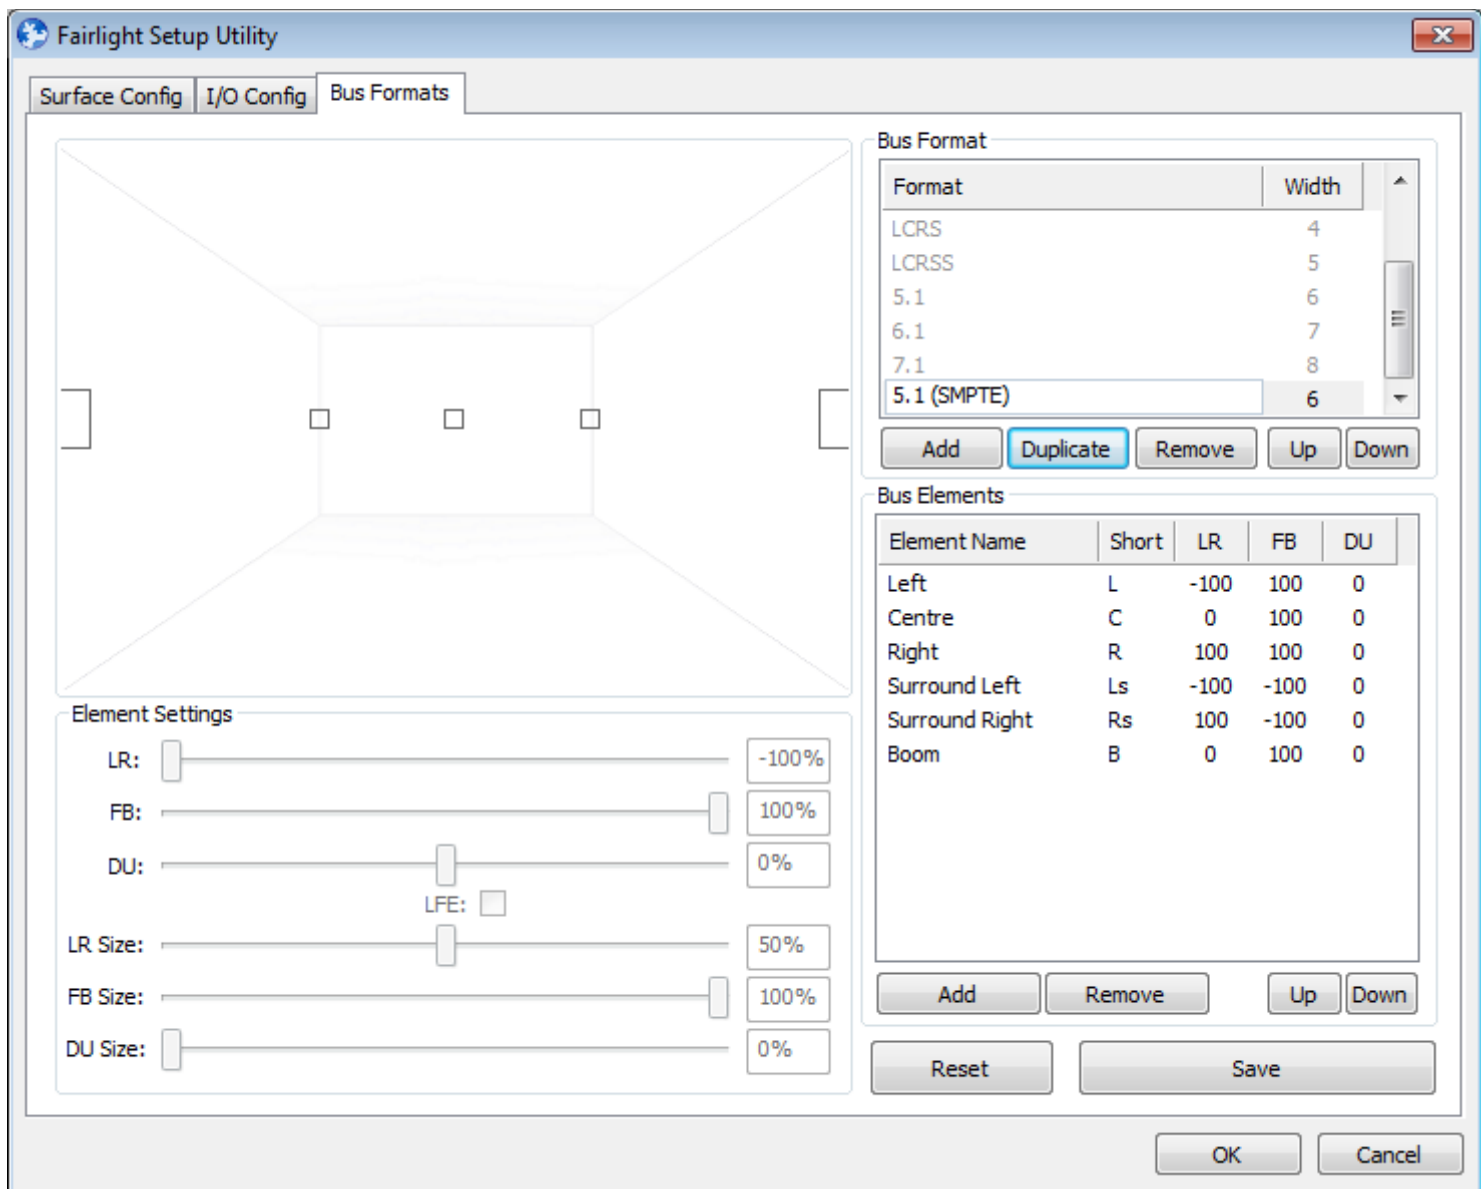 Fairlight Setup Utility
Surface Config I/O Config Bus Formats
Bus Format
Format Width
LCRS 4
LCRSS 5
5.1 6
6.1 7
7.1 8
5.1 (SMPTE) 6
Add Duplicate Remove Up Down
Bus Elements
Element Name Short LR FB DU
Left L -100 100 0
Centre C 0 100 0
Right R 100 100 0
Surround Left Ls -100 -100 0
Surround Right Rs 100 -100 0
Boom B 0 100 0
Add Remove Up Down
Element Settings
LR: -100%
FB: 100%
DU: 0%
LFE:
LR Size: 50%
FB Size: 100%
DU Size: 0%
Reset Save
OK Cancel